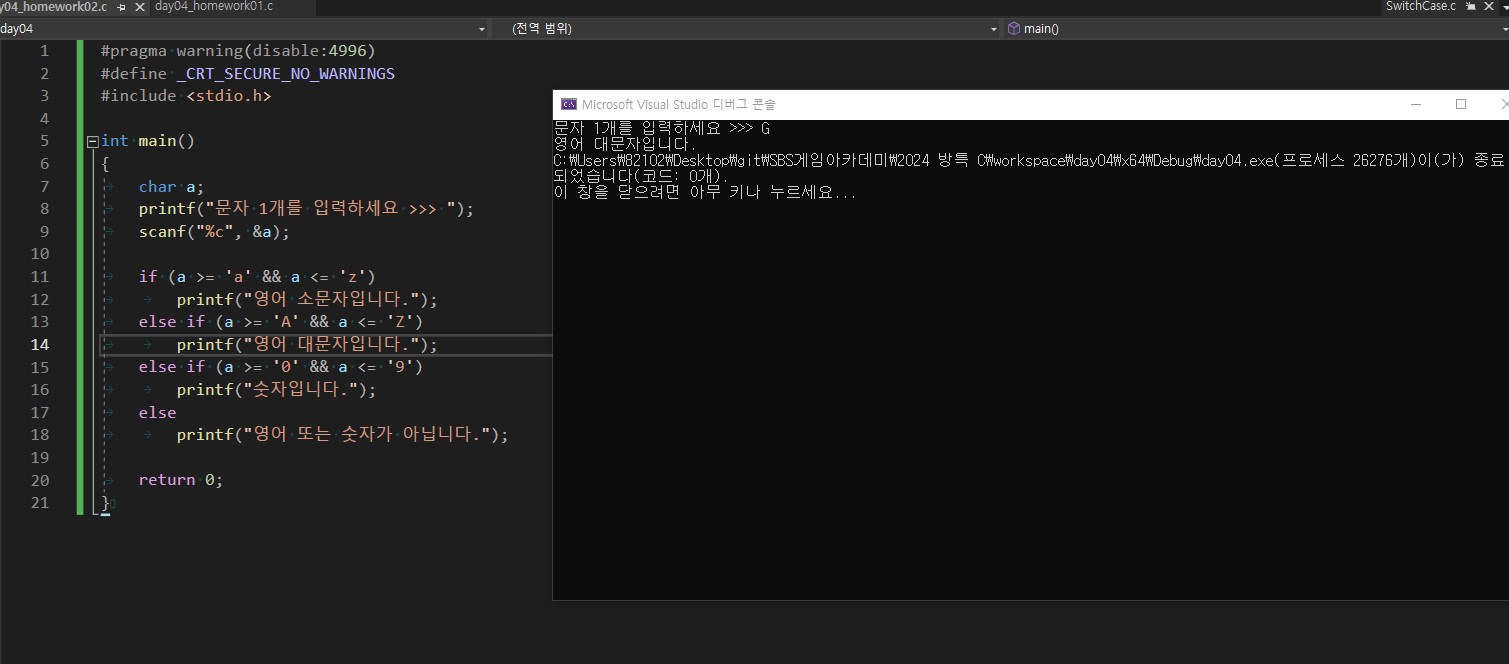 y04_homework02.c
day04_homework01.c
SwitchCase.c
day04
(전역 범위)
main()
1 #pragma warning(disable:4996)
2 #define _CRT_SECURE_NO_WARNINGS
3 #include <stdio.h>
4
5 int main()
6 {
7 char a;
8 printf("문자 1개를 입력하세요 >>> ");
9 scanf("%c", &a);
10
11 if (a >= 'a' && a <= 'z')
12 printf("영어 소문자입니다.");
13 else if (a >= 'A' && a <= 'Z')
14 printf("영어 대문자입니다.");
15 else if (a >= '0' && a <= '9')
16 printf("숫자입니다.");
17 else
18 printf("영어 또는 숫자가 아닙니다.");
19
20 return 0;
21 }
Microsoft Visual Studio 디버그 콘솔
문자 1개를 입력하세요 >>> G
영어 대문자입니다.
C:₩Users₩82102₩Desktop₩git₩SBS게임아카데미₩2024 방특 C₩workspace₩day04₩x64₩Debug₩day04.exe(프로세스 26276개)이(가) 종료
되었습니다(코드: 0개).
이 창을 닫으려면 아무 키나 누르세요...